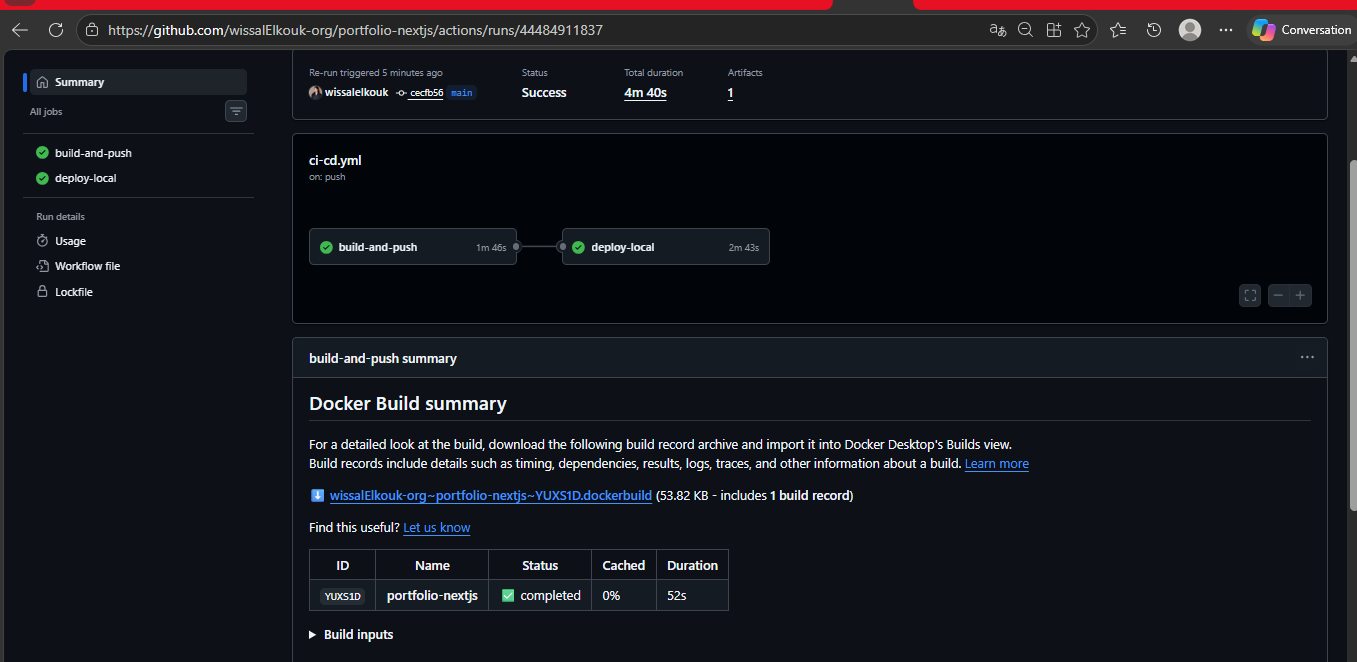 https://github.com/wissalElkouk-org/portfolio-nextjs/actions/runs/44484911837
Conversation
Summary
All jobs
build-and-push
deploy-local
Run details
Usage
Workflow file
Lockfile
Re-run triggered 5 minutes ago
Status
Total duration
Artifacts
wissalelkouk
cecfb56
main
Success
4m 40s
1
ci-cd.yml
on: push
build-and-push
1m 46s
deploy-local
2m 43s
build-and-push summary
Docker Build summary
For a detailed look at the build, download the following build record archive and import it into Docker Desktop's Builds view.
Build records include details such as timing, dependencies, results, logs, traces, and other information about a build. Learn more
wissalElkouk-org~portfolio-nextjs~YUXS1D.dockerbuild (53.82 KB - includes 1 build record)
Find this useful? Let us know
ID Name Status Cached Duration
YUXS1D portfolio-nextjs completed 0% 52s
Build inputs